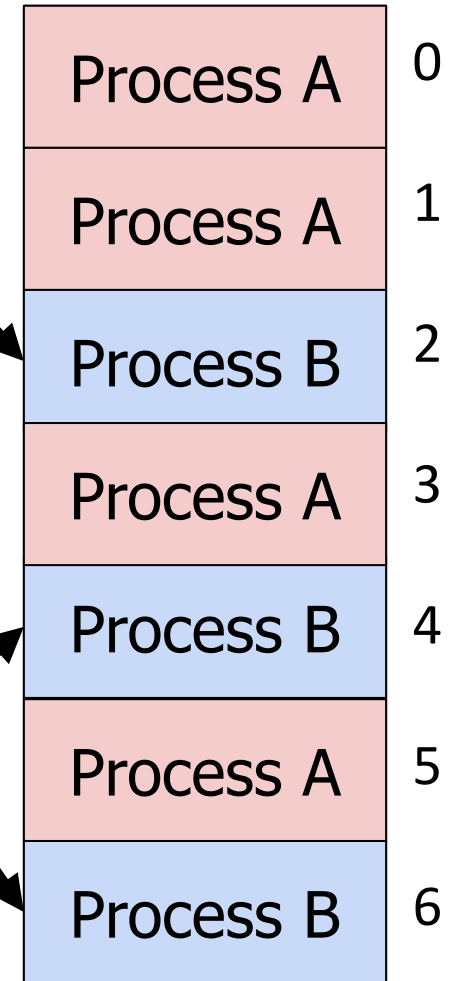 Process A 0
Process A 1
Process B 2
Process A 3
Process B 4
Process A 5
Process B 6